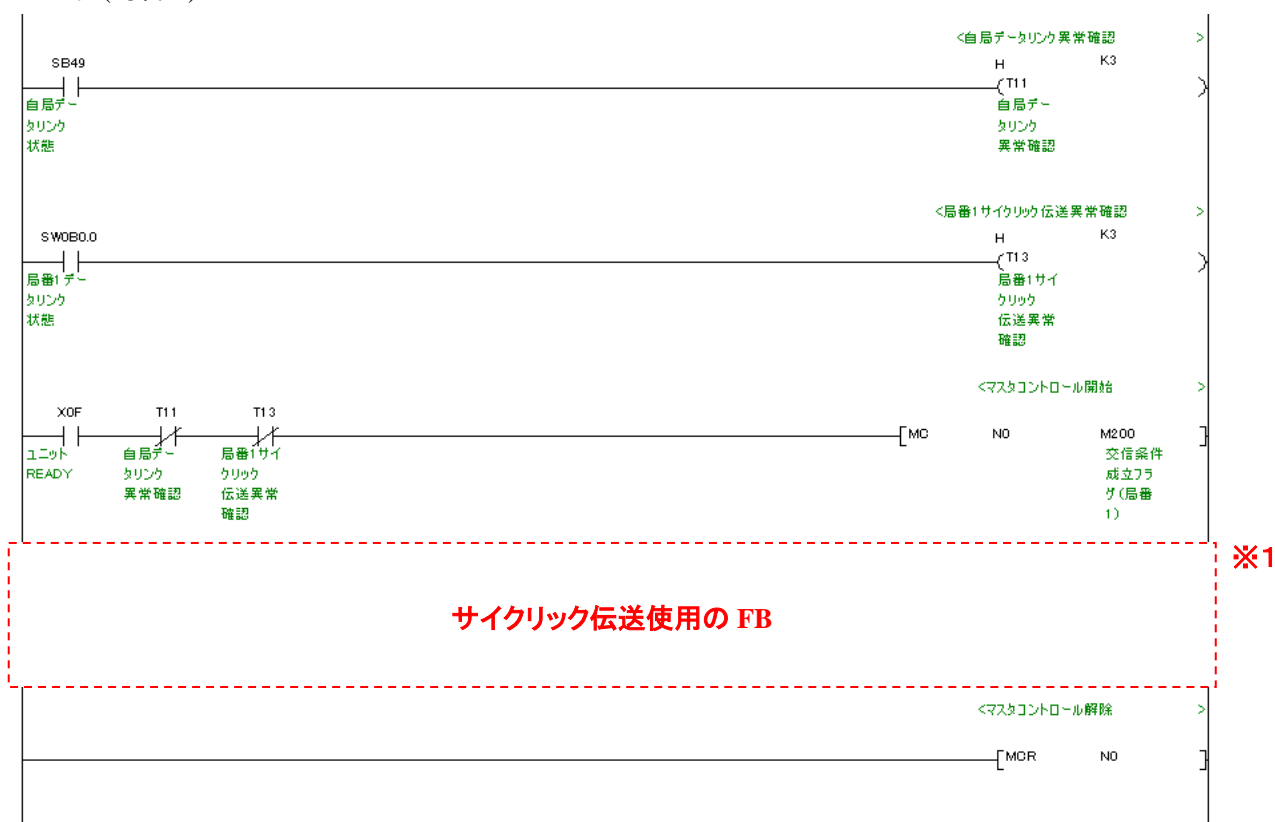 <自局データリンク異常確認 >
SB49
H K3
T11
自局デー
タリンク
状態
自局デー
タリンク
異常確認
<局番1サイクリック伝送異常確認 >
SW0B0.0
H K3
T13
局番1デー
タリンク
状態
局番1サイ
クリック
伝送異常
確認
<マスタコントロール開始 >
X0F T11 T13
MC N0 M200
ユニット
READY
自局デー
タリンク
異常確認
局番1サイ
クリック
伝送異常
確認
交信条件
成立フラ
グ(局番
1)
※1
サイクリック伝送使用の FB
<マスタコントロール解除 >
MCR N0